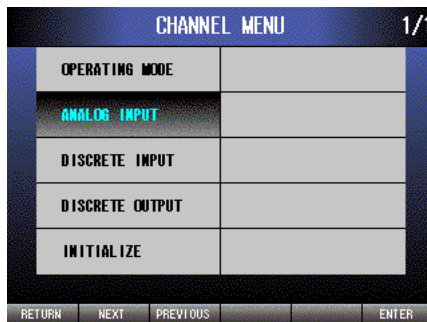 CHANNEL MENU 1/1
OPERATING MODE
ANALOG INPUT
DISCRETE INPUT
DISCRETE OUTPUT
INITIALIZE
RETURN NEXT PREVIOUS ENTER